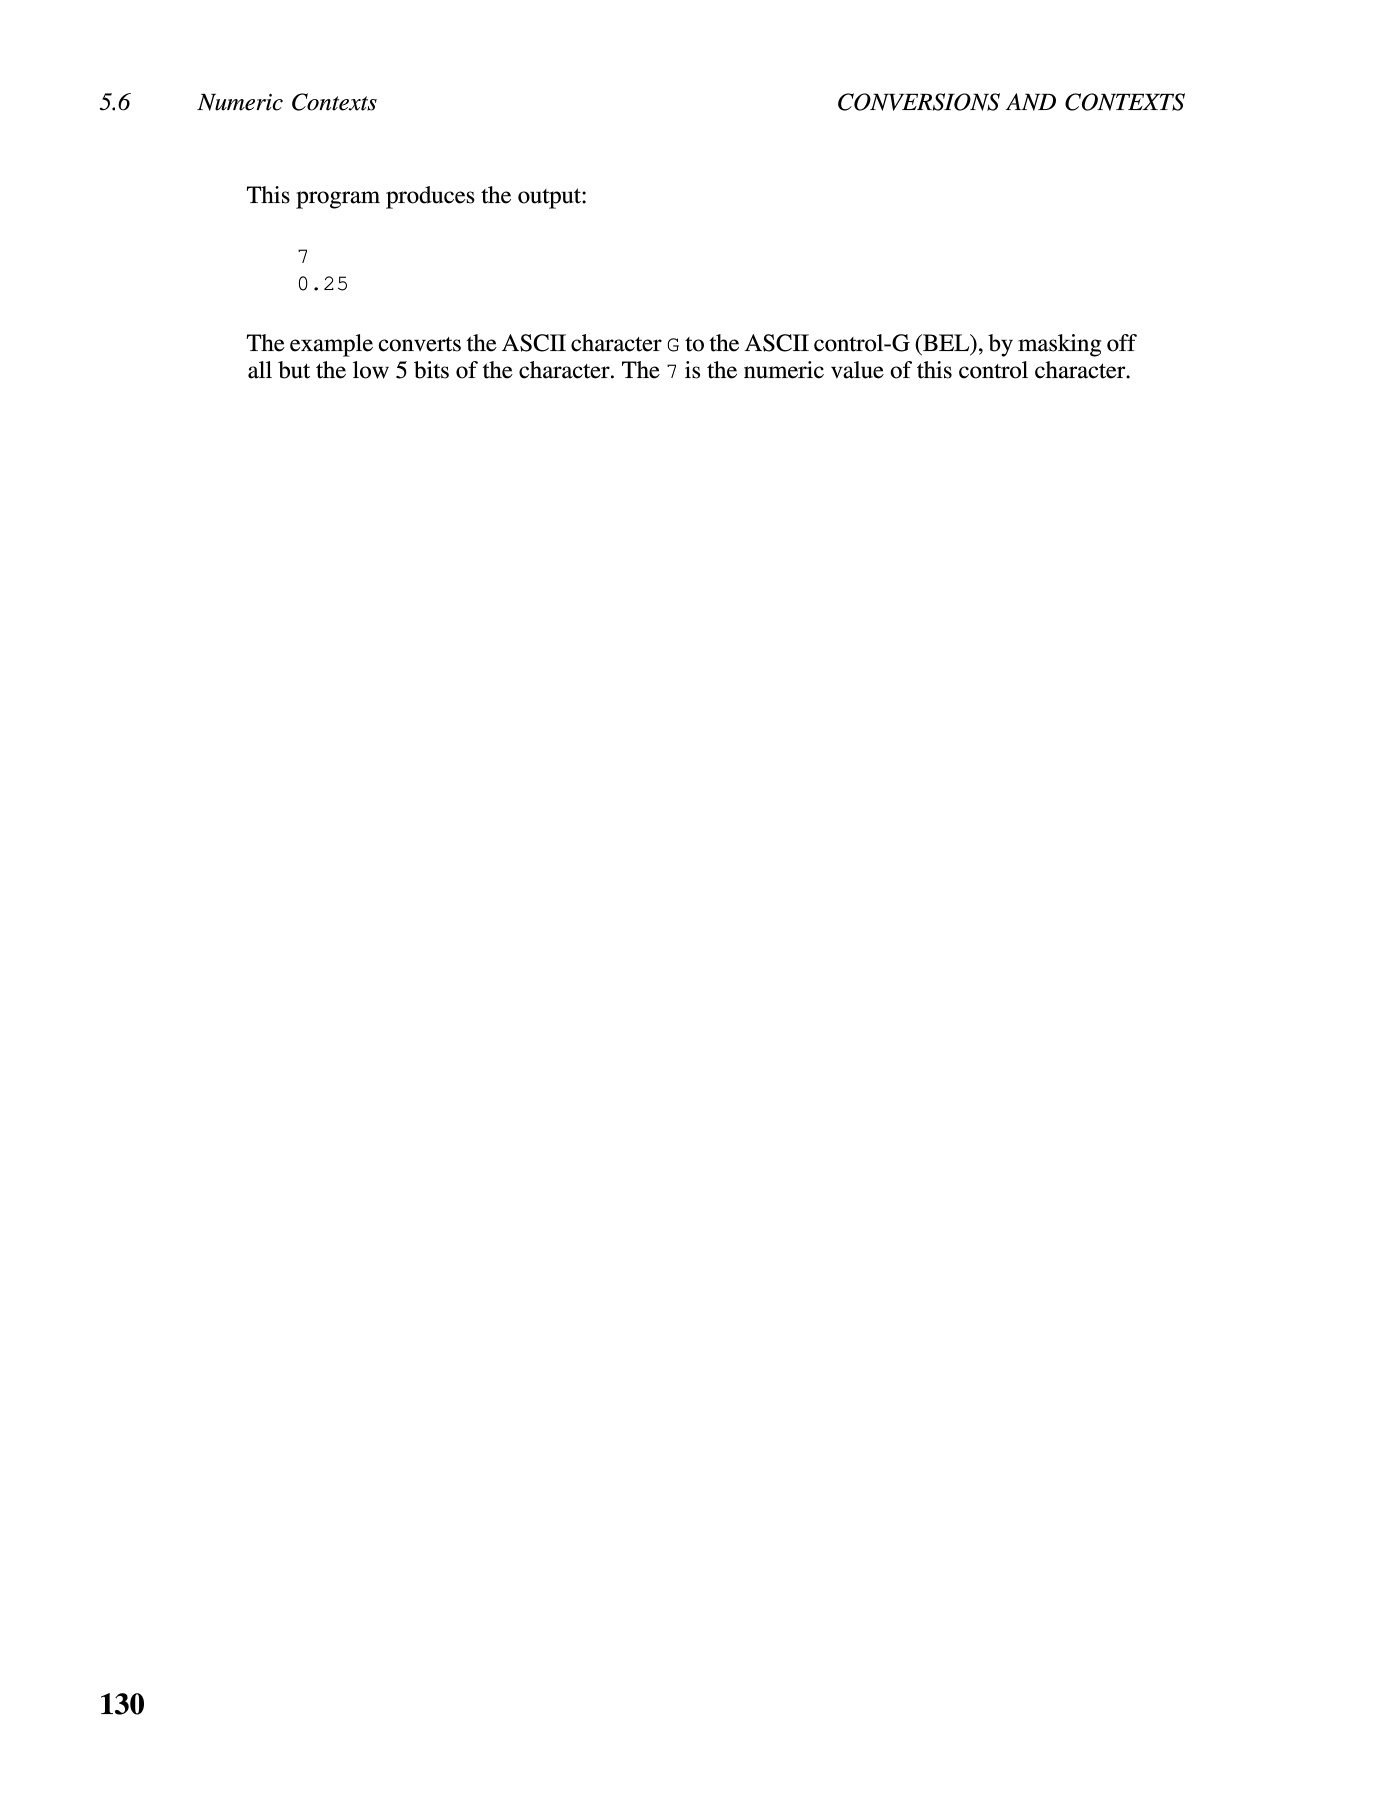 5.6 Numeric Contexts CONVERSIONS AND CONTEXTS
This program produces the output:
7
0.25
The example converts the ASCII character G to the ASCII control-G (BEL), by masking off
all but the low 5 bits of the character. The 7 is the numeric value of this control character.
130